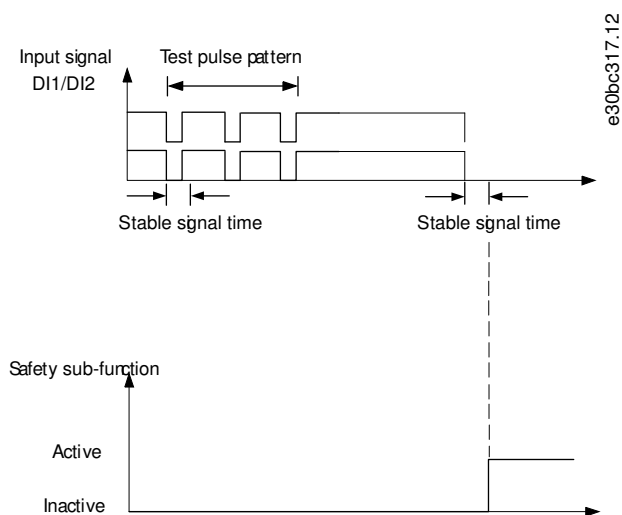 Input signal
DI1/DI2
Test pulse pattern
e30bc317.12
Stable signal time
Stable signal time
Safety sub-function
Active
Inactive